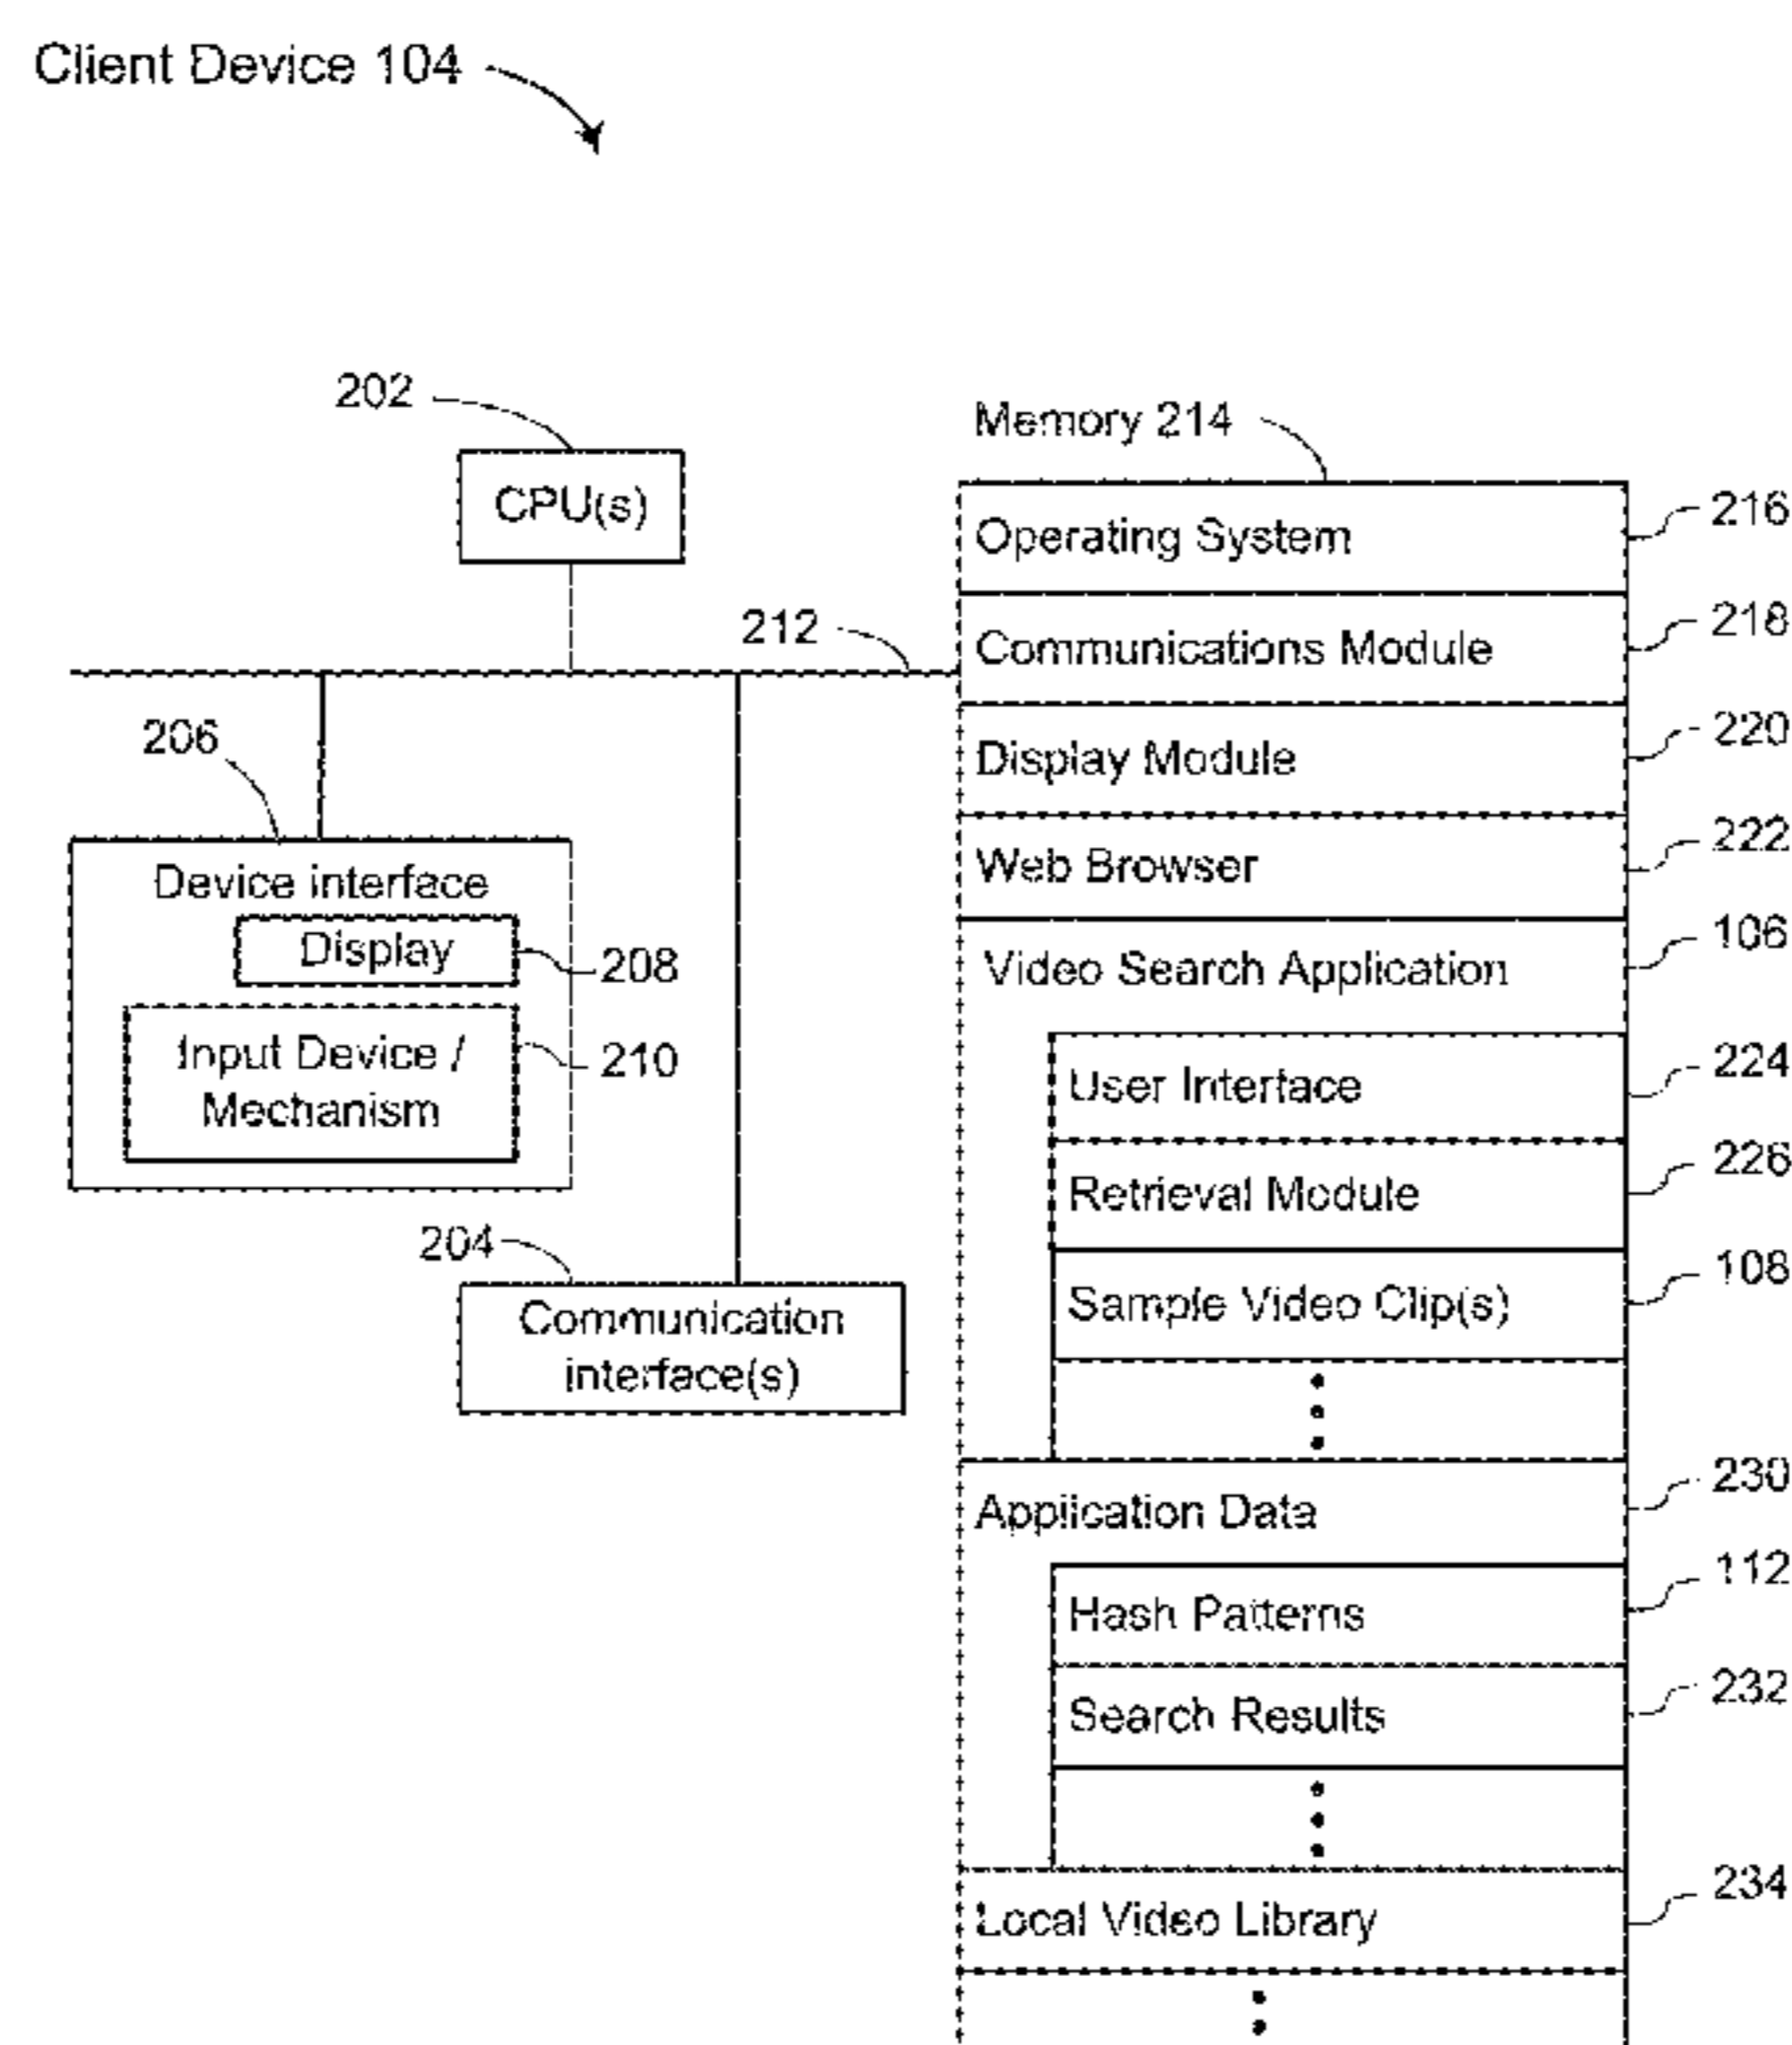 Client Device 104
202
CPU(s)
212
206
Device interface
Display
208
Input Device /
Mechanism
210
204
Communication
interface(s)
Memory 214
Operating System
216
Communications Module
218
Display Module
220
Web Browser
222
Video Search Application
106
User Interface
224
Retrieval Module
226
Sample Video Clip(s)
108
Application Data
230
Hash Patterns
112
Search Results
232
Local Video Library
234